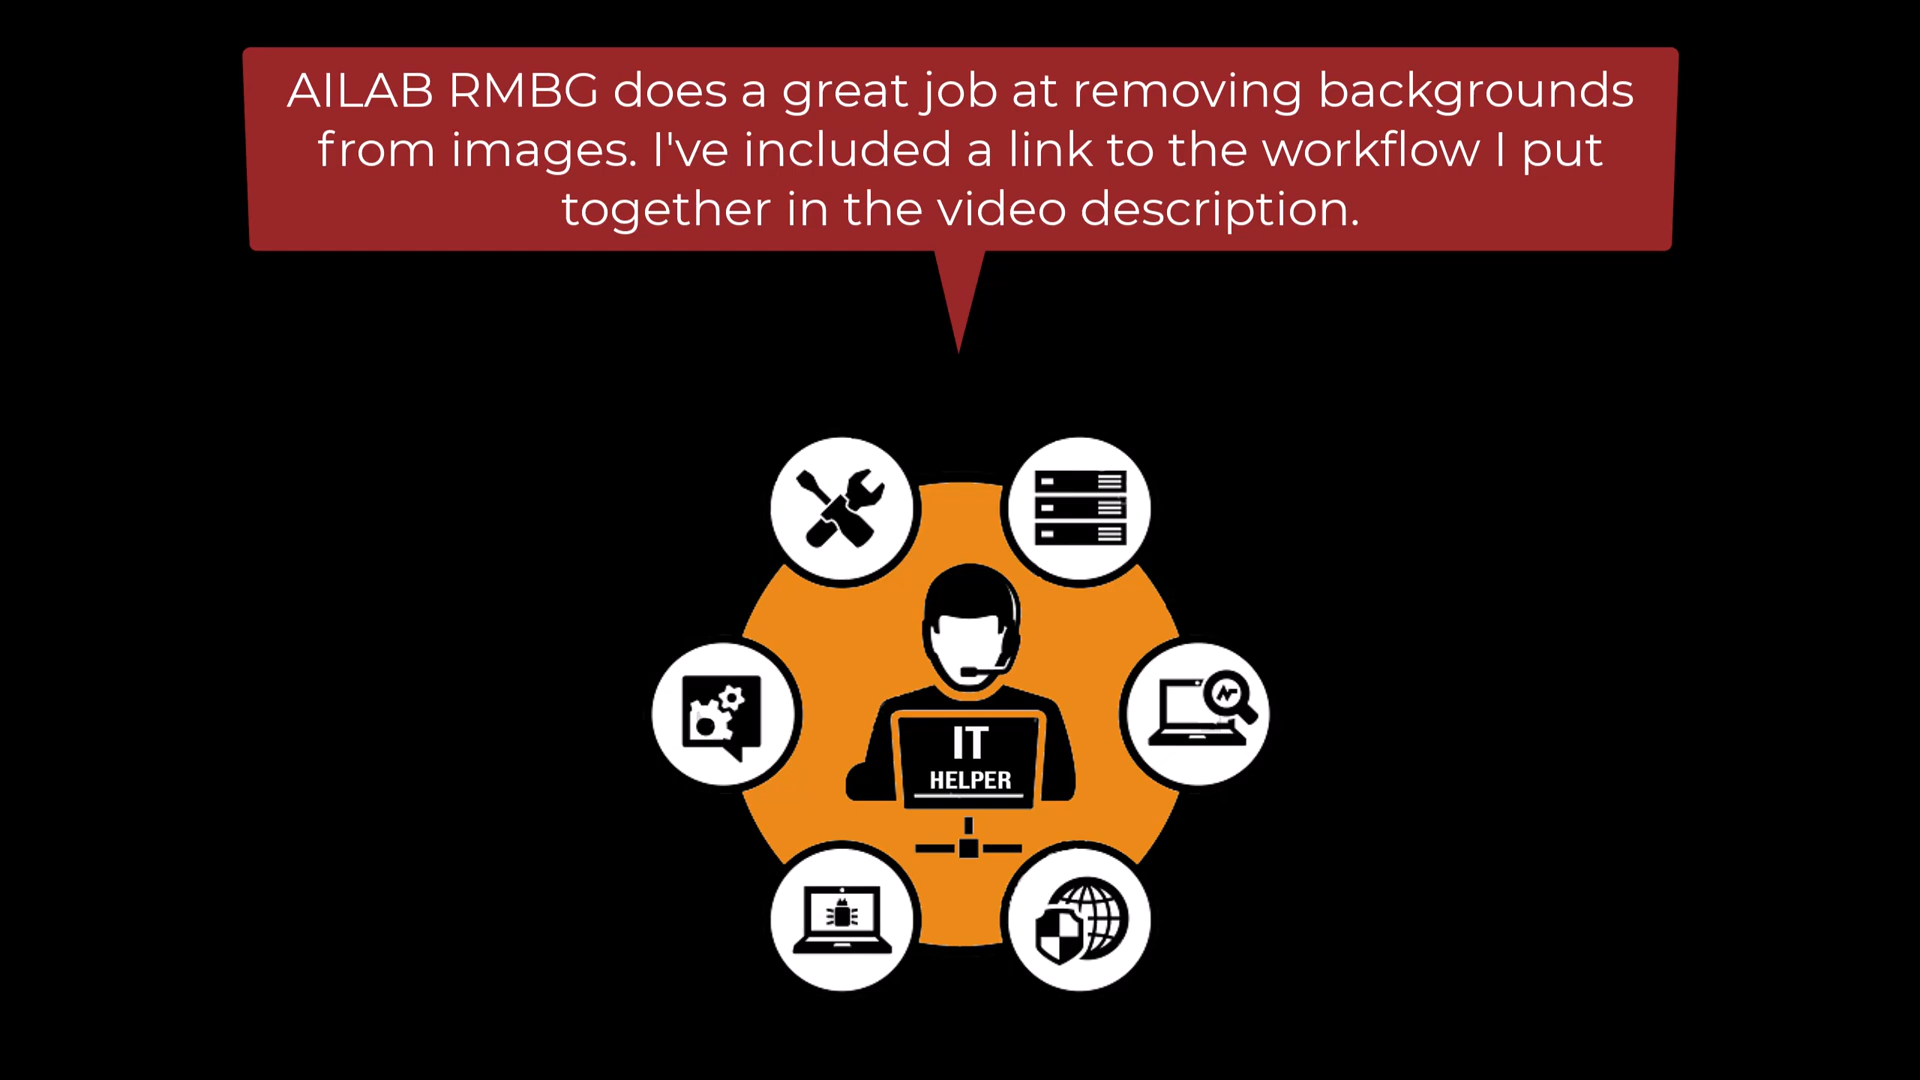 AILAB RMBG does a great job at removing backgrounds
from images. I've included a link to the workflow I put
together in the video description.
IT
HELPER